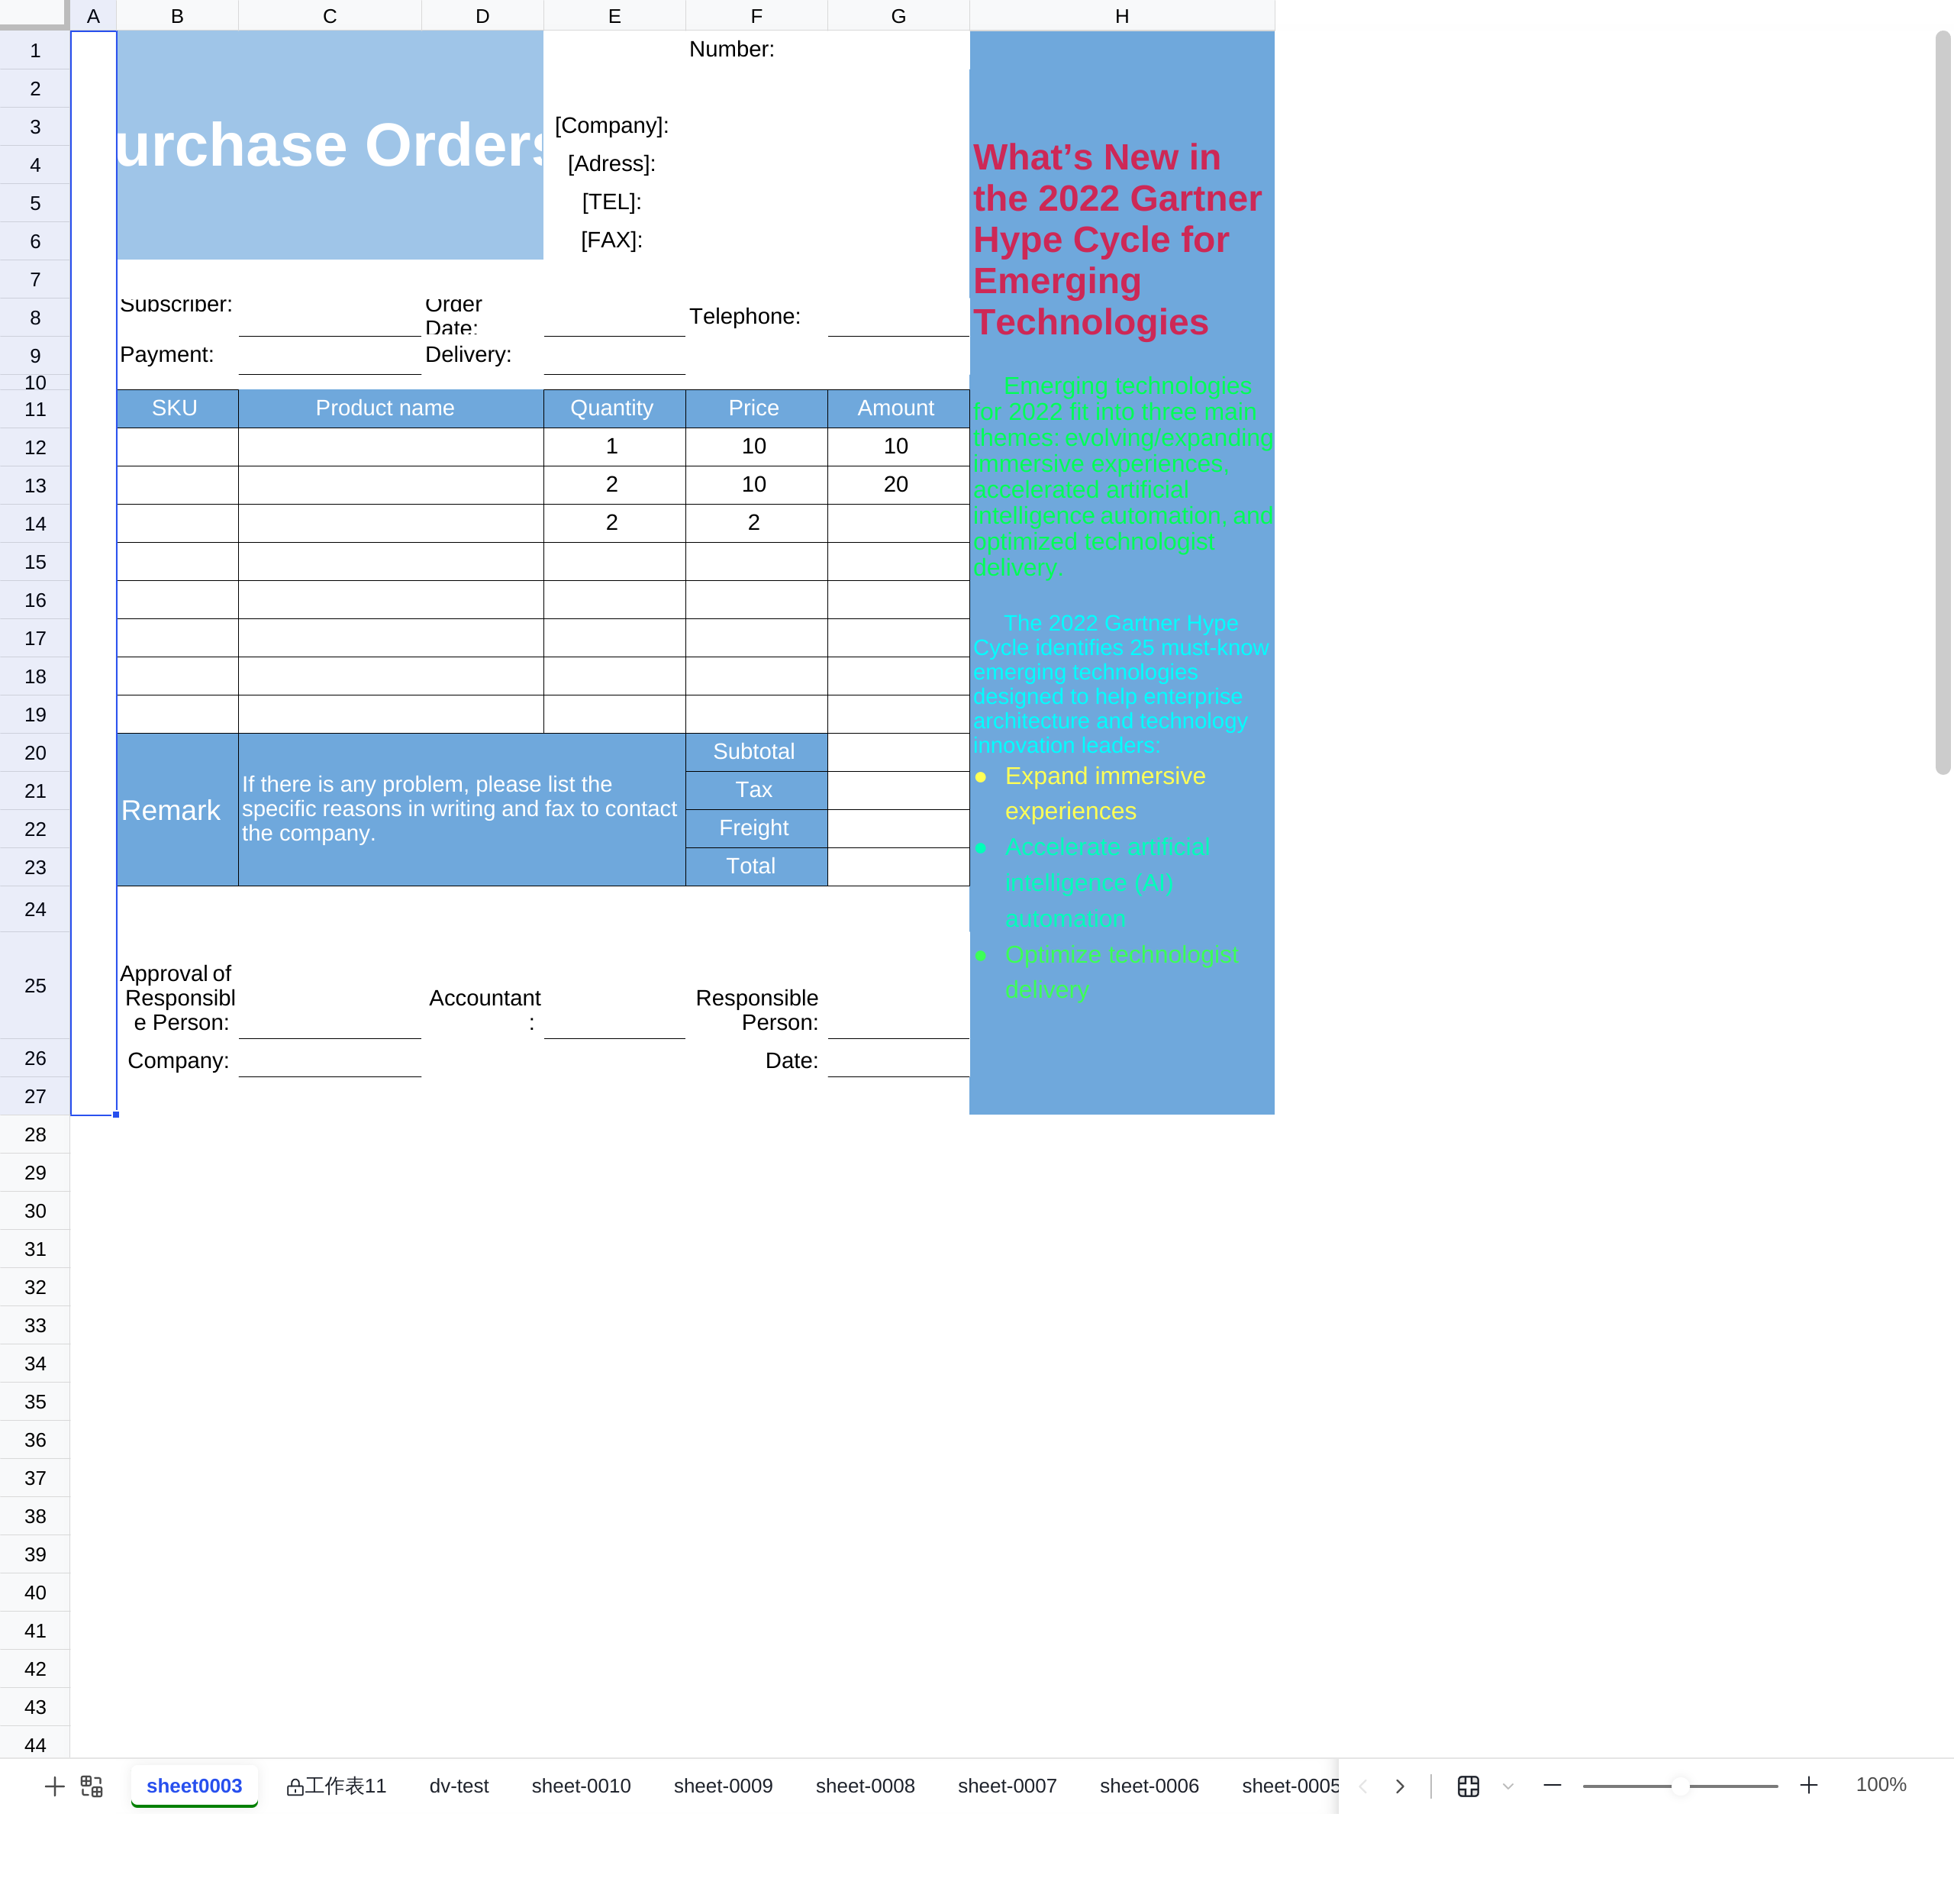 A B C D E F G H
1 Number:
2
3 [Company]:
urchase Orders
4 [Adress]:
5 [TEL]:
6 [FAX]:
7
8 Subscriber: Order Date: Telephone:
9 Payment: Delivery:
10
11 SKU Product name Quantity Price Amount
12 1 10 10
13 2 10 20
14 2 2
15
16
17
18
19
20 Subtotal
21 Tax
22 Freight
23 Total
Remark
If there is any problem, please list the
specific reasons in writing and fax to contact
the company.
24
25
Approval of
Responsibl
e Person:
Accountant
:
Responsible
Person:
26 Company: Date:
27
What’s New in
the 2022 Gartner
Hype Cycle for
Emerging
Technologies
Emerging technologies
for 2022 fit into three main
themes: evolving/expanding
immersive experiences,
accelerated artificial
intelligence automation, and
optimized technologist
delivery.
The 2022 Gartner Hype
Cycle identifies 25 must-know
emerging technologies
designed to help enterprise
architecture and technology
innovation leaders:
● Expand immersive
experiences
● Accelerate artificial
intelligence (AI)
automation
● Optimize technologist
delivery
28
29
30
31
32
33
34
35
36
37
38
39
40
41
42
43
44
sheet0003 工作表11 dv-test sheet-0010 sheet-0009 sheet-0008 sheet-0007 sheet-0006 sheet-0005 100%